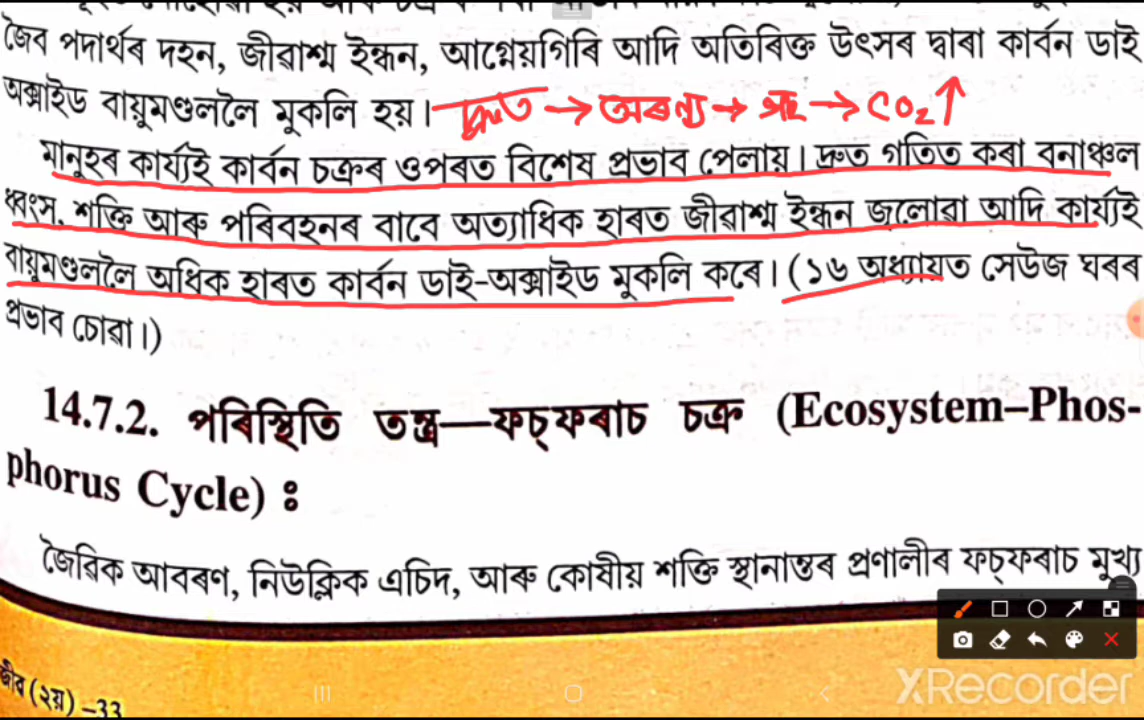 জৈব পদাৰ্থৰ দহন, জীৱাশ্ম ইন্ধন, আগ্নেয়গিৰি আদি অতিৰিক্ত উৎসৰ দ্বাৰা কাৰ্বন ডাই
অক্সাইড বায়ুমণ্ডললৈ মুকলি হয়। দ্ৰুত → অৰণ্য → → CO₂↑
মানুহৰ কাৰ্য্যই কাৰ্বন চক্ৰৰ ওপৰত বিশেষ প্ৰভাব পেলায়। দ্ৰুত গতিত কৰা বনাঞ্চল
ধ্বংস, শক্তি আৰু পৰিবহনৰ বাবে অত্যাধিক হাৰত জীৱাশ্ম ইন্ধন জ্বলোৱা আদি কাৰ্য্যই
বায়ুমণ্ডললৈ অধিক হাৰত কাৰ্বন ডাই-অক্সাইড মুকলি কৰে। (১৬ অধ্যায়ত সেউজ ঘৰৰ
প্ৰভাব চোৱা।)
14.7.2. পৰিস্থিতি তন্ত্ৰ—ফচ্ফৰাচ চক্ৰ (Ecosystem–Phos-
phorus Cycle) :
জৈৱিক আবৰণ, নিউক্লিক এচিদ, আৰু কোষীয় শক্তি স্থানান্তৰ প্ৰণালীৰ ফচ্ফৰাচ মুখ্য
জীৱ (২য়) –33
XRecorder